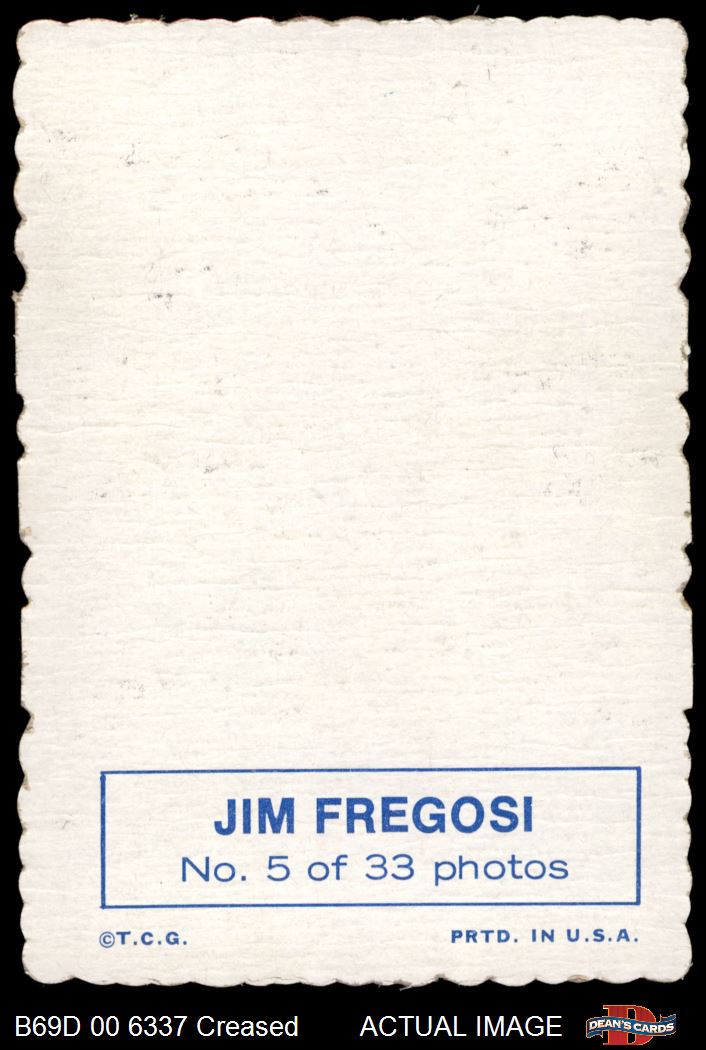 JIM FREGOSI
No. 5 of 33 photos
©T.C.G. PRTD. IN U.S.A.
B69D 00 6337 Creased ACTUAL IMAGE
D
DEAN'S CARDS